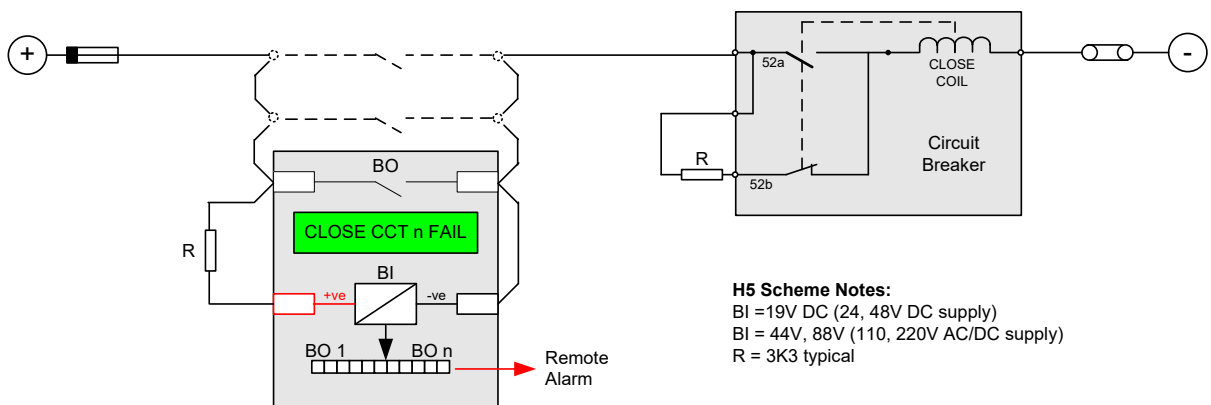 +
52a
CLOSE
COIL
-
R
52b
Circuit
Breaker
BO
CLOSE CCT n FAIL
R
BI
+ve
-ve
BO 1
BO n
Remote
Alarm
H5 Scheme Notes:
BI =19V DC (24, 48V DC supply)
BI = 44V, 88V (110, 220V AC/DC supply)
R = 3K3 typical